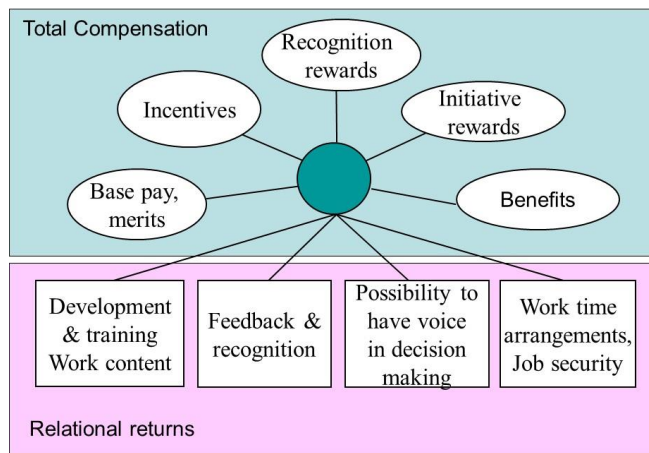 Total Compensation
Recognition
rewards
Incentives
Initiative
rewards
Base pay,
merits
Benefits
Development
& training
Work content
Feedback &
recognition
Possibility to
have voice
in decision
making
Work time
arrangements,
Job security
Relational returns